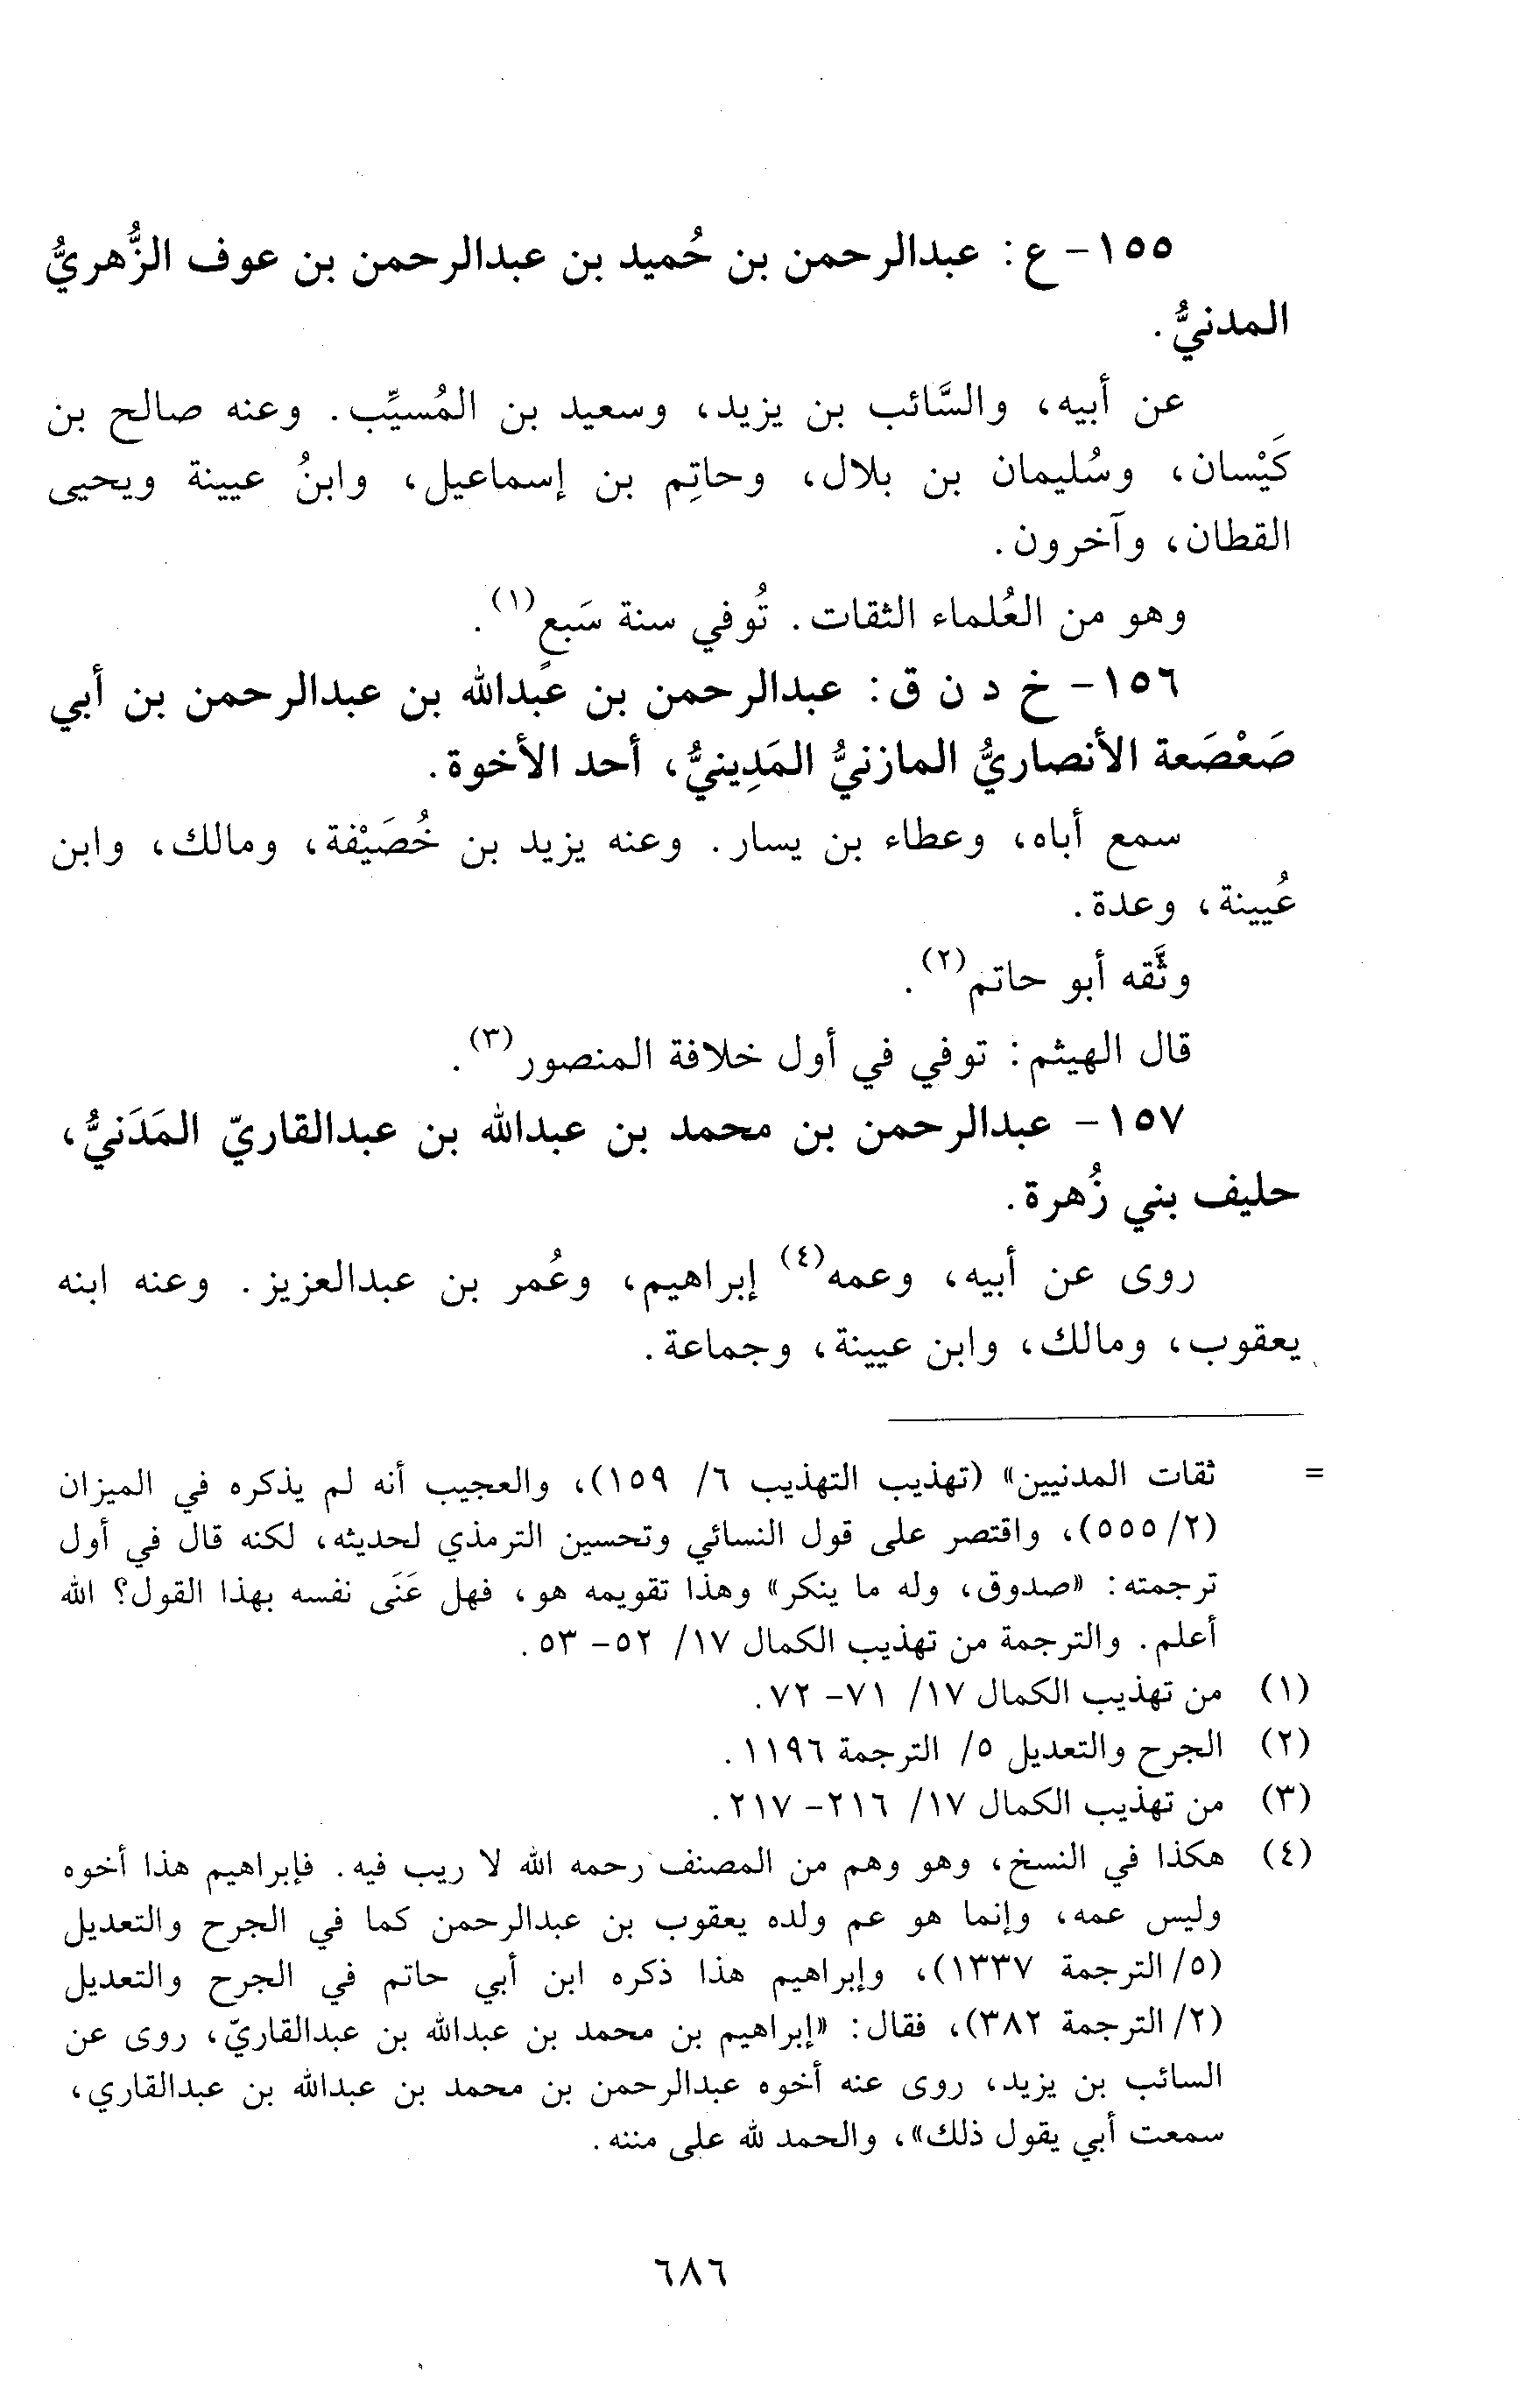 ١٥٥- ع: عبدالرحمن بن حُميد بن عبدالرحمن بن عوف الزُّهريُّ
المدنيُّ.
عن أبيه، والسَّائب بن يزيد، وسعيد بن المُسيِّب. وعنه صالح بن
كَيْسان، وسُليمان بن بلال، وحاتِم بن إسماعيل، وابنُ عيينة ويحيى
القطان، وآخرون.
وهو من العُلماء الثقات. تُوفي سنة سَبعٍ(١).
١٥٦- خ د ن ق: عبدالرحمن بن عبدالله بن عبدالرحمن بن أبي
صَعْصَعة الأنصاريُّ المازنيُّ المَدِينيُّ، أحد الأخوة.
سمع أباه، وعطاء بن يسار. وعنه يزيد بن خُصَيْفة، ومالك، وابن
عُيينة، وعدة.
وثَّقه أبو حاتم(٢).
قال الهيثم: توفي في أول خلافة المنصور(٣).
١٥٧- عبدالرحمن بن محمد بن عبدالله بن عبدالقاريّ المَدَنيُّ،
حليف بني زُهرة.
روى عن أبيه، وعمه(٤) إبراهيم، وعُمر بن عبدالعزيز. وعنه ابنه
يعقوب، ومالك، وابن عيينة، وجماعة.
= ثقات المدنيين» (تهذيب التهذيب ٦/ ١٥٩)، والعجيب أنه لم يذكره في الميزان
(٢/ ٥٥٥)، واقتصر على قول النسائي وتحسين الترمذي لحديثه، لكنه قال في أول
ترجمته: «صدوق، وله ما ينكر» وهذا تقويمه هو، فهل عَنَى نفسه بهذا القول؟ الله
أعلم. والترجمة من تهذيب الكمال ١٧/ ٥٢- ٥٣.
(١) من تهذيب الكمال ١٧/ ٧١- ٧٢.
(٢) الجرح والتعديل ٥/ الترجمة ١١٩٦.
(٣) من تهذيب الكمال ١٧/ ٢١٦- ٢١٧.
(٤) هكذا في النسخ، وهو وهم من المصنف رحمه الله لا ريب فيه. فإبراهيم هذا أخوه
وليس عمه، وإنما هو عم ولده يعقوب بن عبدالرحمن كما في الجرح والتعديل
(٥/ الترجمة ١٣٣٧)، وإبراهيم هذا ذكره ابن أبي حاتم في الجرح والتعديل
(٢/ الترجمة ٣٨٢)، فقال: «إبراهيم بن محمد بن عبدالله بن عبدالقاريّ، روى عن
السائب بن يزيد، روى عنه أخوه عبدالرحمن بن محمد بن عبدالله بن عبدالقاري،
سمعت أبي يقول ذلك»، والحمد لله على مننه.
٦٨٦